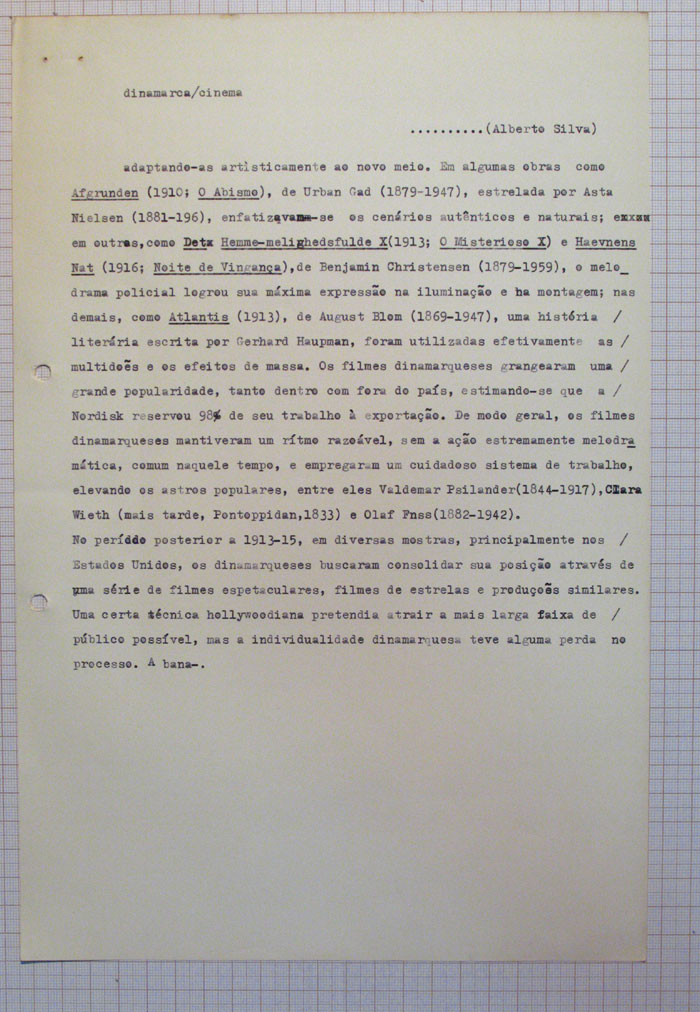 dinamarca/cinema
..........(Alberto Silva)
adaptando-as artìsticamente ao novo meio. Em algumas obras como
Afgrunden (1910; O Abismo), de Urban Gad (1879-1947), estrelada por Asta
Nielsen (1881-196), enfatizavam-se os cenários autênticos e naturais; exxxx
em outras,como Detx Hemme-melighedsfulde X(1913; O Misterioso X) e Haevnens
Nat (1916; Noite de Vingança),de Benjamin Christensen (1879-1959), o melo_
drama policial logrou sua máxima expressão na iluminação e na montagem; nas
demais, como Atlantis (1913), de August Blom (1869-1947), uma história /
literária escrita por Gerhard Haupman, foram utilizadas efetivamente as /
multidoẽs e os efeitos de massa. Os filmes dinamarqueses grangearam uma /
grande popularidade, tanto dentro com fora do país, estimando-se que a /
Nordisk reservou 98% de seu trabalho à exportação. De modo geral, os filmes
dinamarqueses mantiveram um rítmo razoável, sem a ação estremamente melodra_
mática, comum naquele tempo, e empregaram um cuidadoso sistema de trabalho,
elevando os astros populares, entre eles Valdemar Psilander(1844-1917),Clara
Wieth (mais tarde, Pontoppidan,1833) e Olaf Fnss(1882-1942).
No períddo posterior a 1913-15, em diversas mostras, principalmente nos /
Estados Unidos, os dinamarqueses buscaram consolidar sua posição através de
uma série de filmes espetaculares, filmes de estrelas e produçoẽs similares.
Uma certa técnica hollywoodiana pretendia atrair a mais larga faixa de /
público possível, mas a individualidade dinamarquesa teve alguma perda no
processo. A bana-.